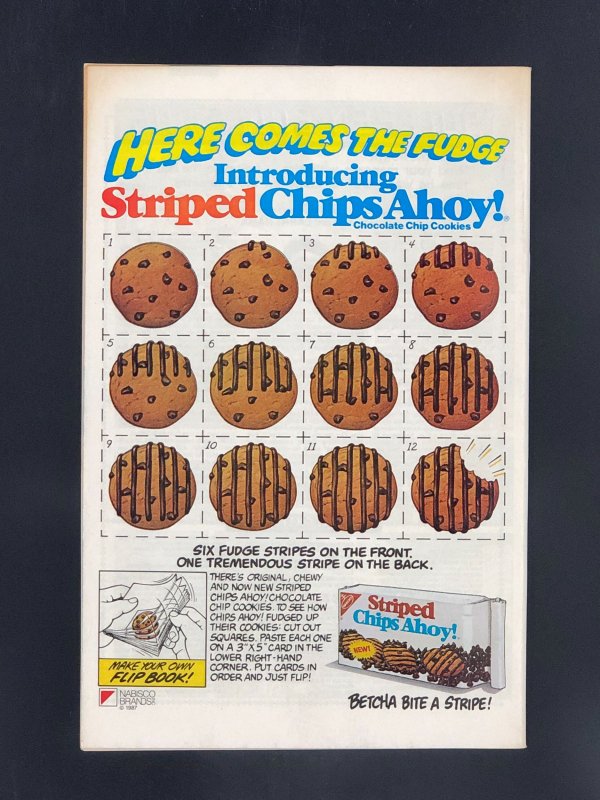 HERE COMES THE FUDGE
Introducing
Striped Chips Ahoy!®
Chocolate Chip Cookies
1 2 3 4
5 6 7 8
9 10 11 12
SIX FUDGE STRIPES ON THE FRONT.
ONE TREMENDOUS STRIPE ON THE BACK.
THERE'S ORIGINAL, CHEWY
AND NOW NEW STRIPED
CHIPS AHOY! CHOCOLATE
CHIP COOKIES. TO SEE HOW
CHIPS AHOY! FUDGED UP
THEIR COOKIES: CUT OUT
SQUARES. PASTE EACH ONE
ON A 3"X5" CARD IN THE
LOWER RIGHT-HAND
CORNER. PUT CARDS IN
ORDER AND JUST FLIP!
MAKE YOUR OWN
FLIP BOOK!
NABISCO
BRANDS
© 1987
Striped
Chips Ahoy!
NEW!
BETCHA BITE A STRIPE!